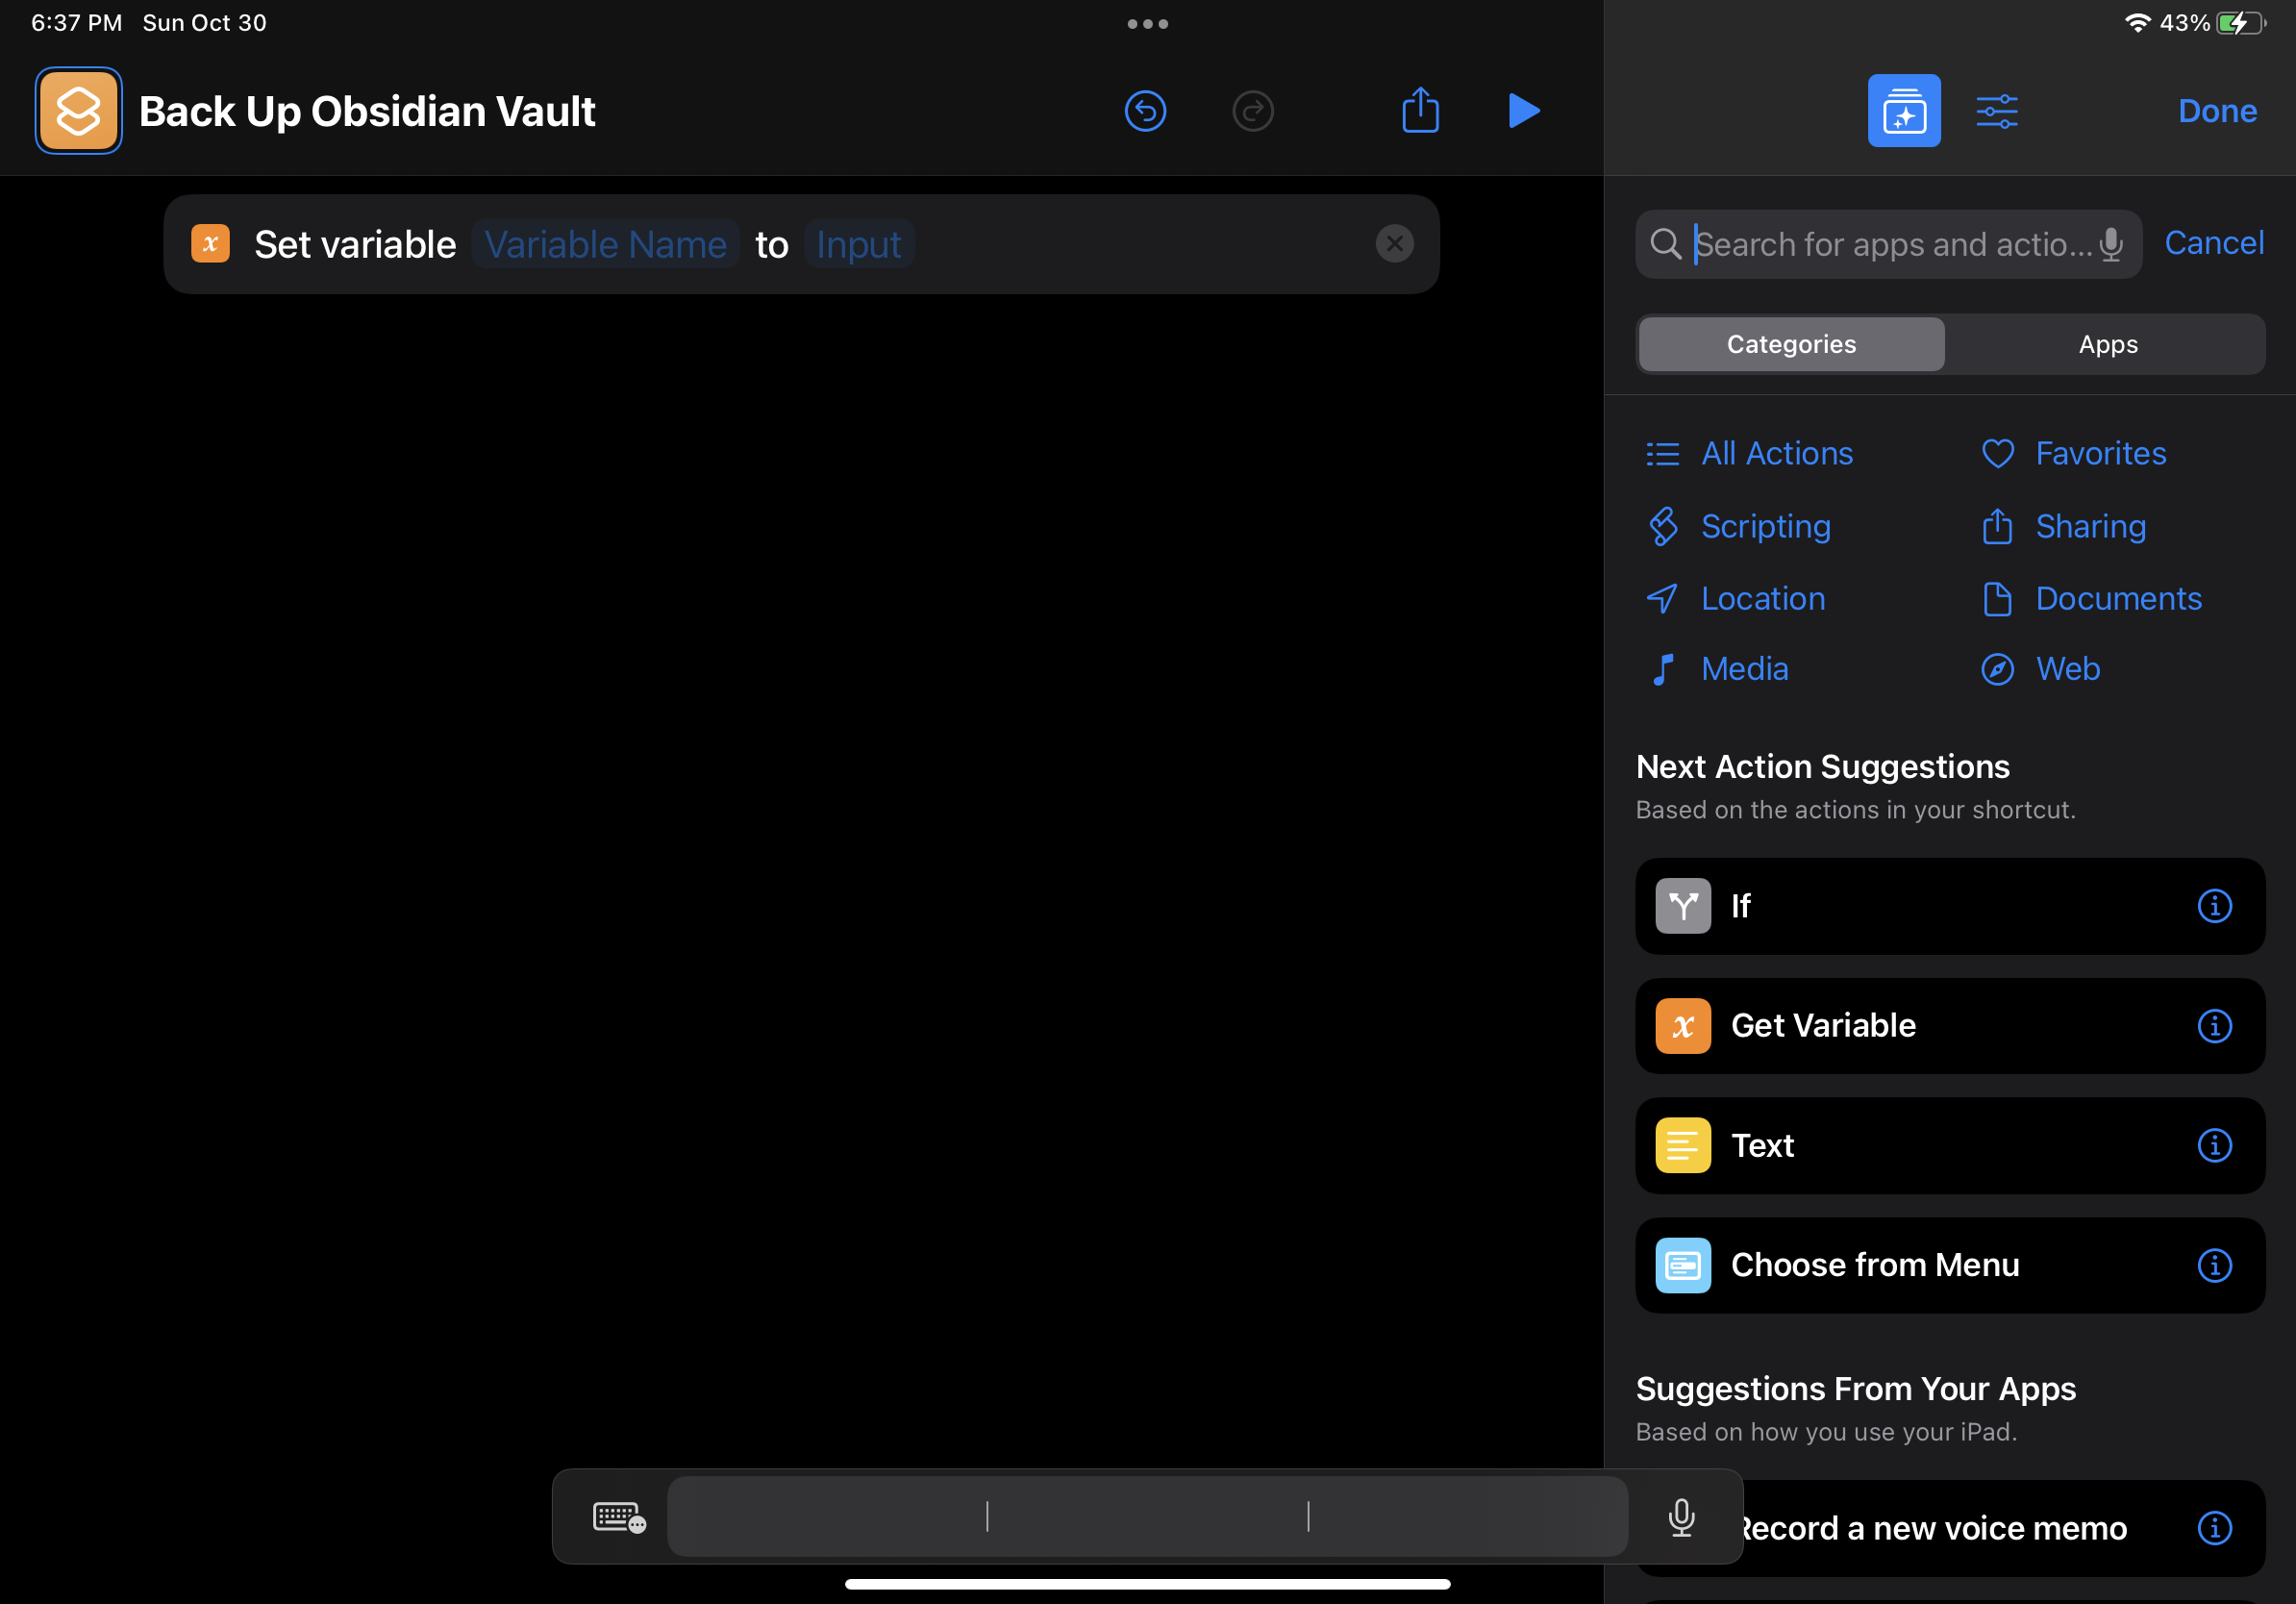 6:37 PM Sun Oct 30
43%
Back Up Obsidian Vault
Done
Set variable Variable Name to Input
Search for apps and actio...
Cancel
Categories
Apps
All Actions
Favorites
Scripting
Sharing
Location
Documents
Media
Web
Next Action Suggestions
Based on the actions in your shortcut.
If
Get Variable
Text
Choose from Menu
Suggestions From Your Apps
Based on how you use your iPad.
Record a new voice memo